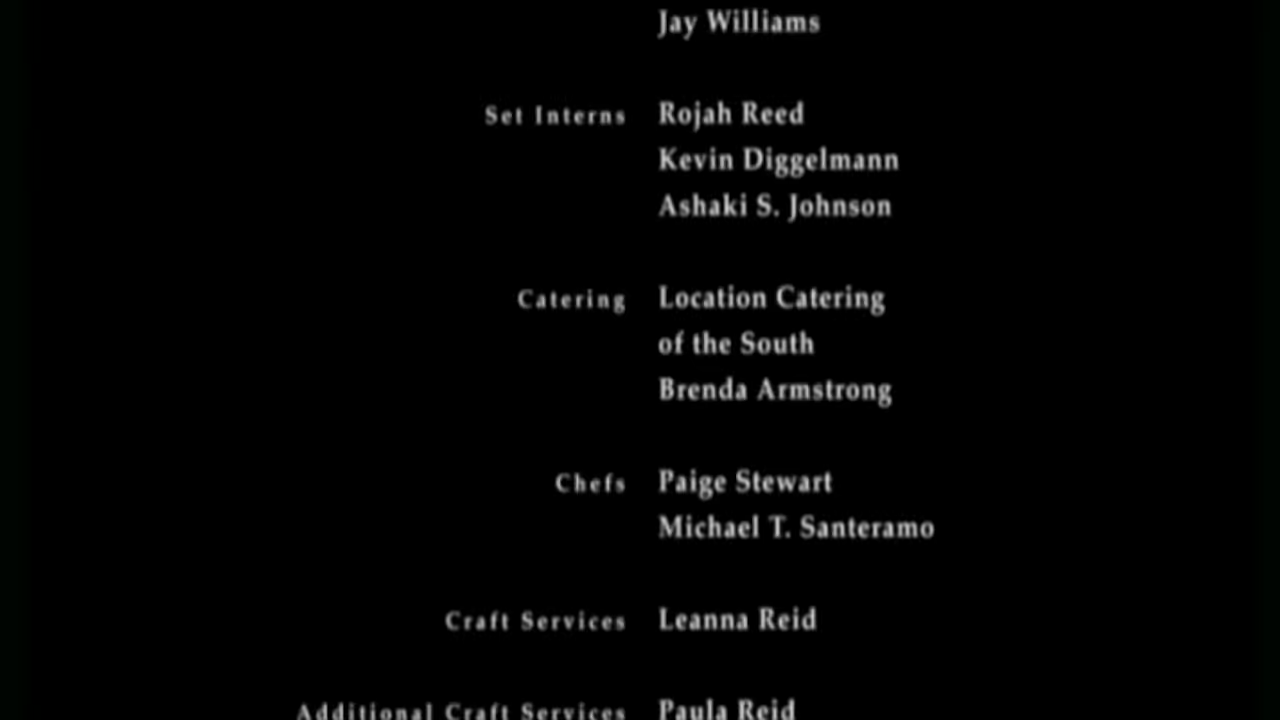 Jay Williams
Set Interns Rojah Reed
Kevin Diggelmann
Ashaki S. Johnson
Catering Location Catering
of the South
Brenda Armstrong
Chefs Paige Stewart
Michael T. Santeramo
Craft Services Leanna Reid
Additional Craft Services Paula Reid